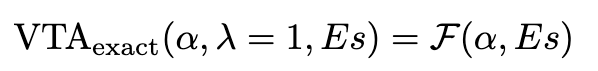 VTA_exact(α, λ = 1, Es) = ℱ(α, Es)